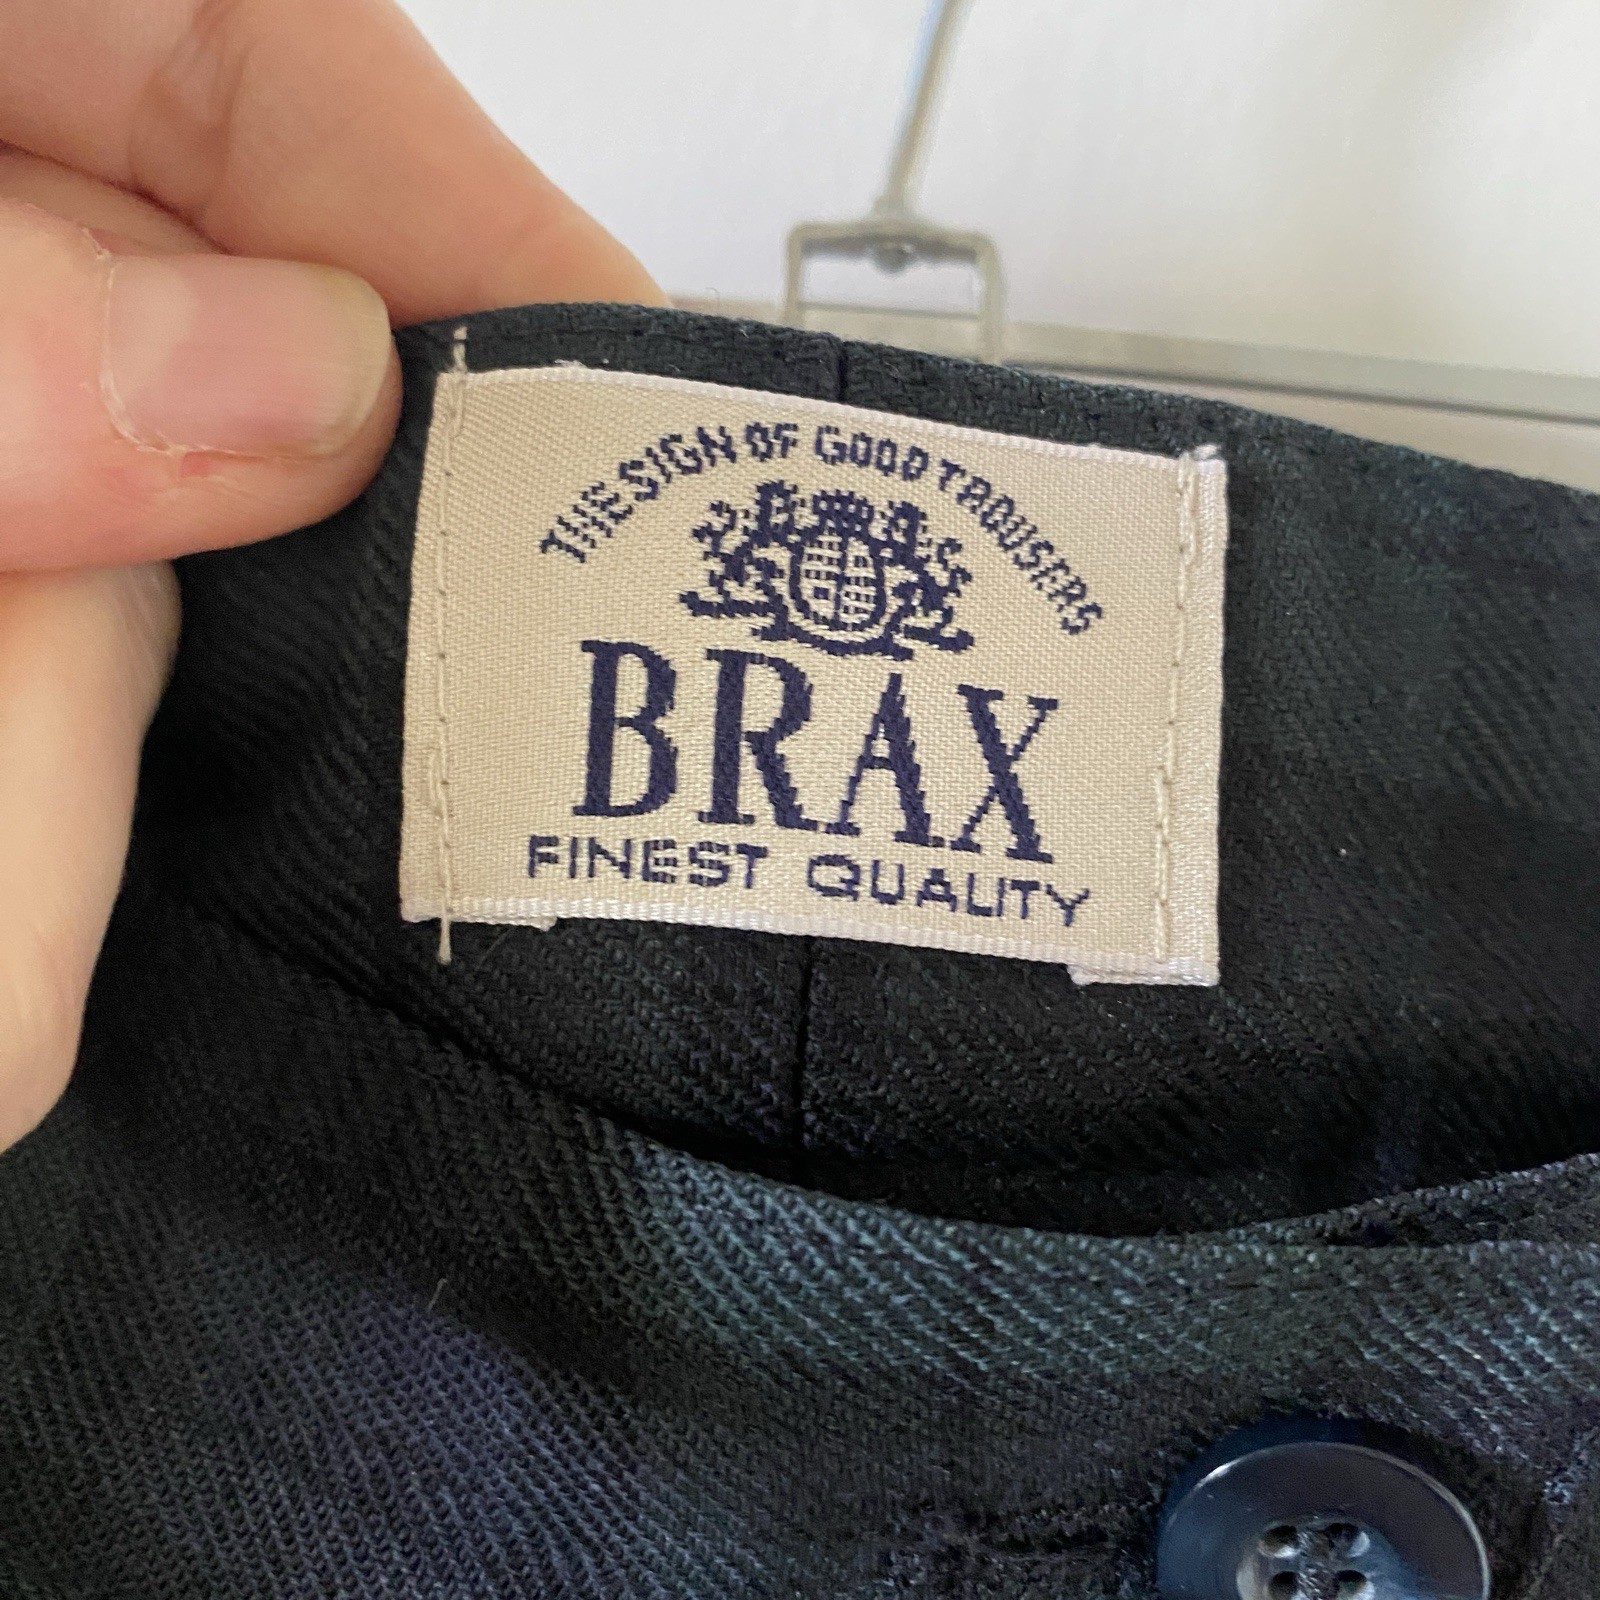 THE SIGN OF GOOD TROUSERS
BRAX
FINEST QUALITY